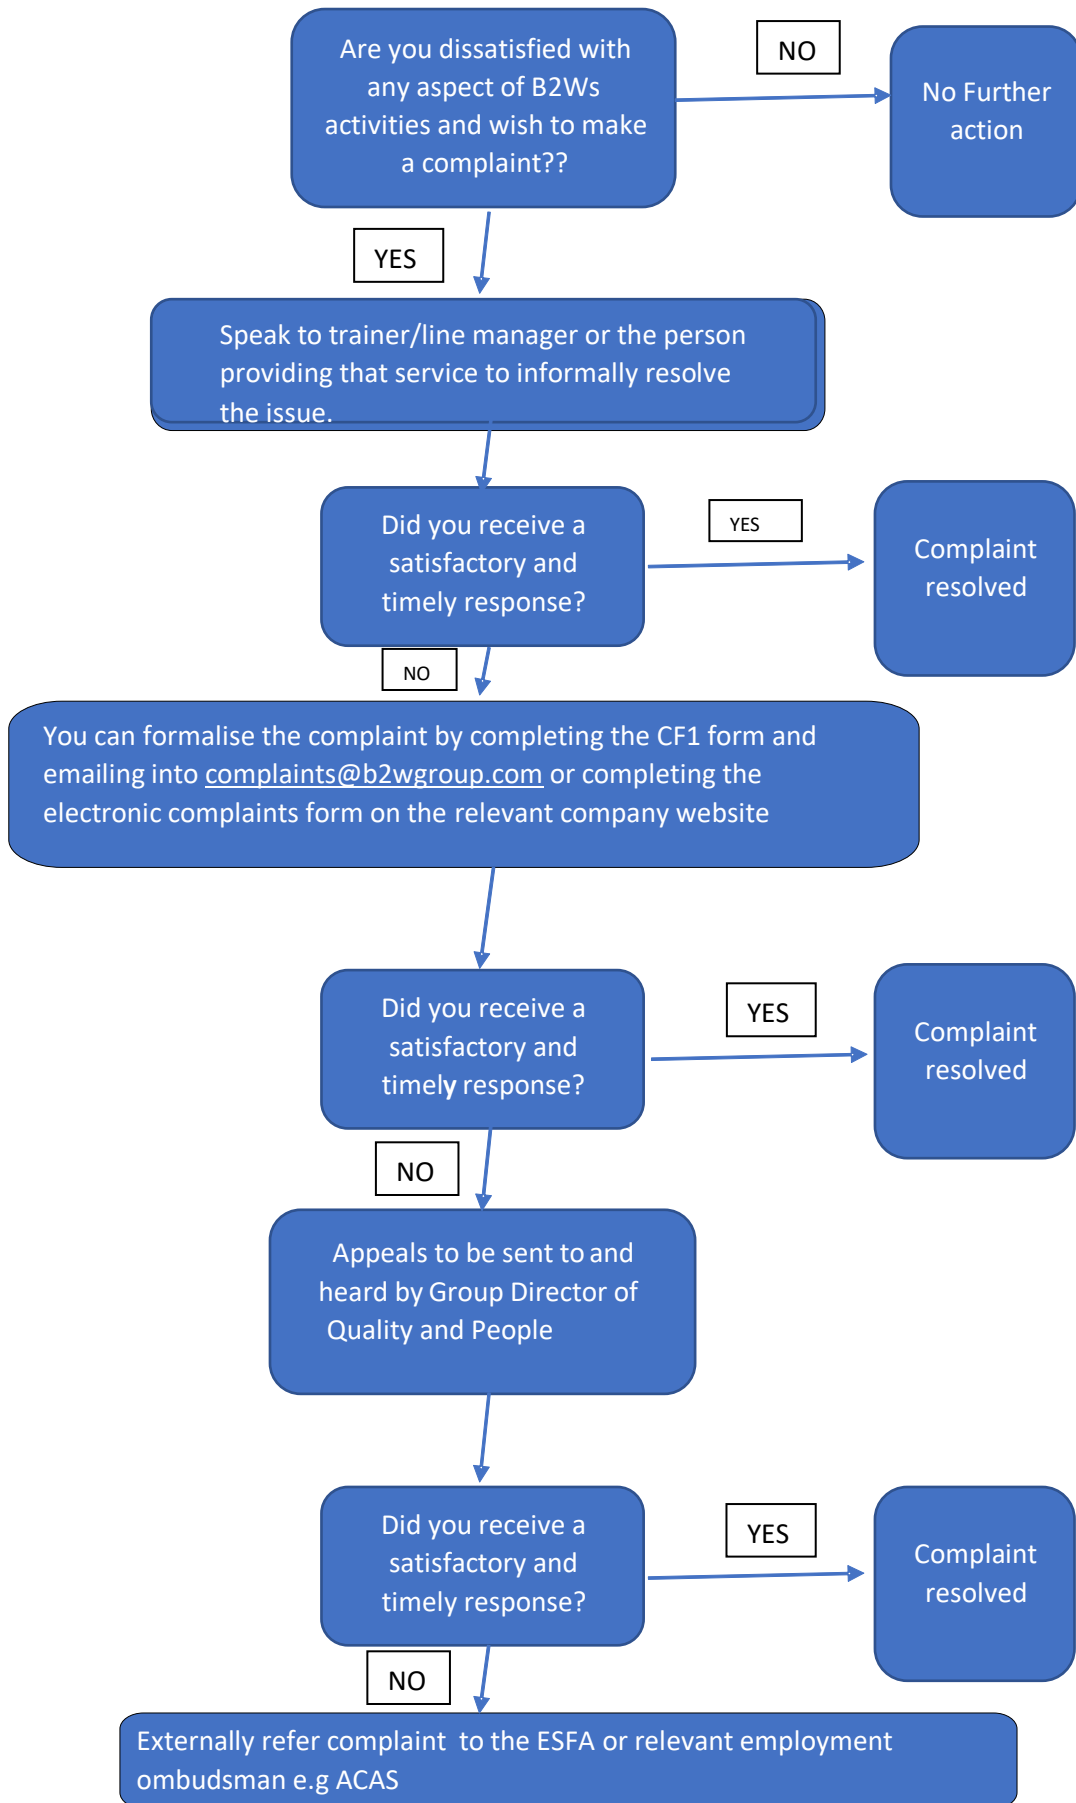 Are you dissatisfied with
any aspect of B2Ws
activities and wish to make
a complaint??
NO
No Further
action
YES
Speak to trainer/line manager or the person
providing that service to informally resolve
the issue.
Did you receive a
satisfactory and
timely response?
YES
Complaint
resolved
NO
You can formalise the complaint by completing the CF1 form and
emailing into complaints@b2wgroup.com or completing the
electronic complaints form on the relevant company website
Did you receive a
satisfactory and
timely response?
YES
Complaint
resolved
NO
Appeals to be sent to and
heard by Group Director of
Quality and People
Did you receive a
satisfactory and
timely response?
YES
Complaint
resolved
NO
Externally refer complaint to the ESFA or relevant employment
ombudsman e.g ACAS